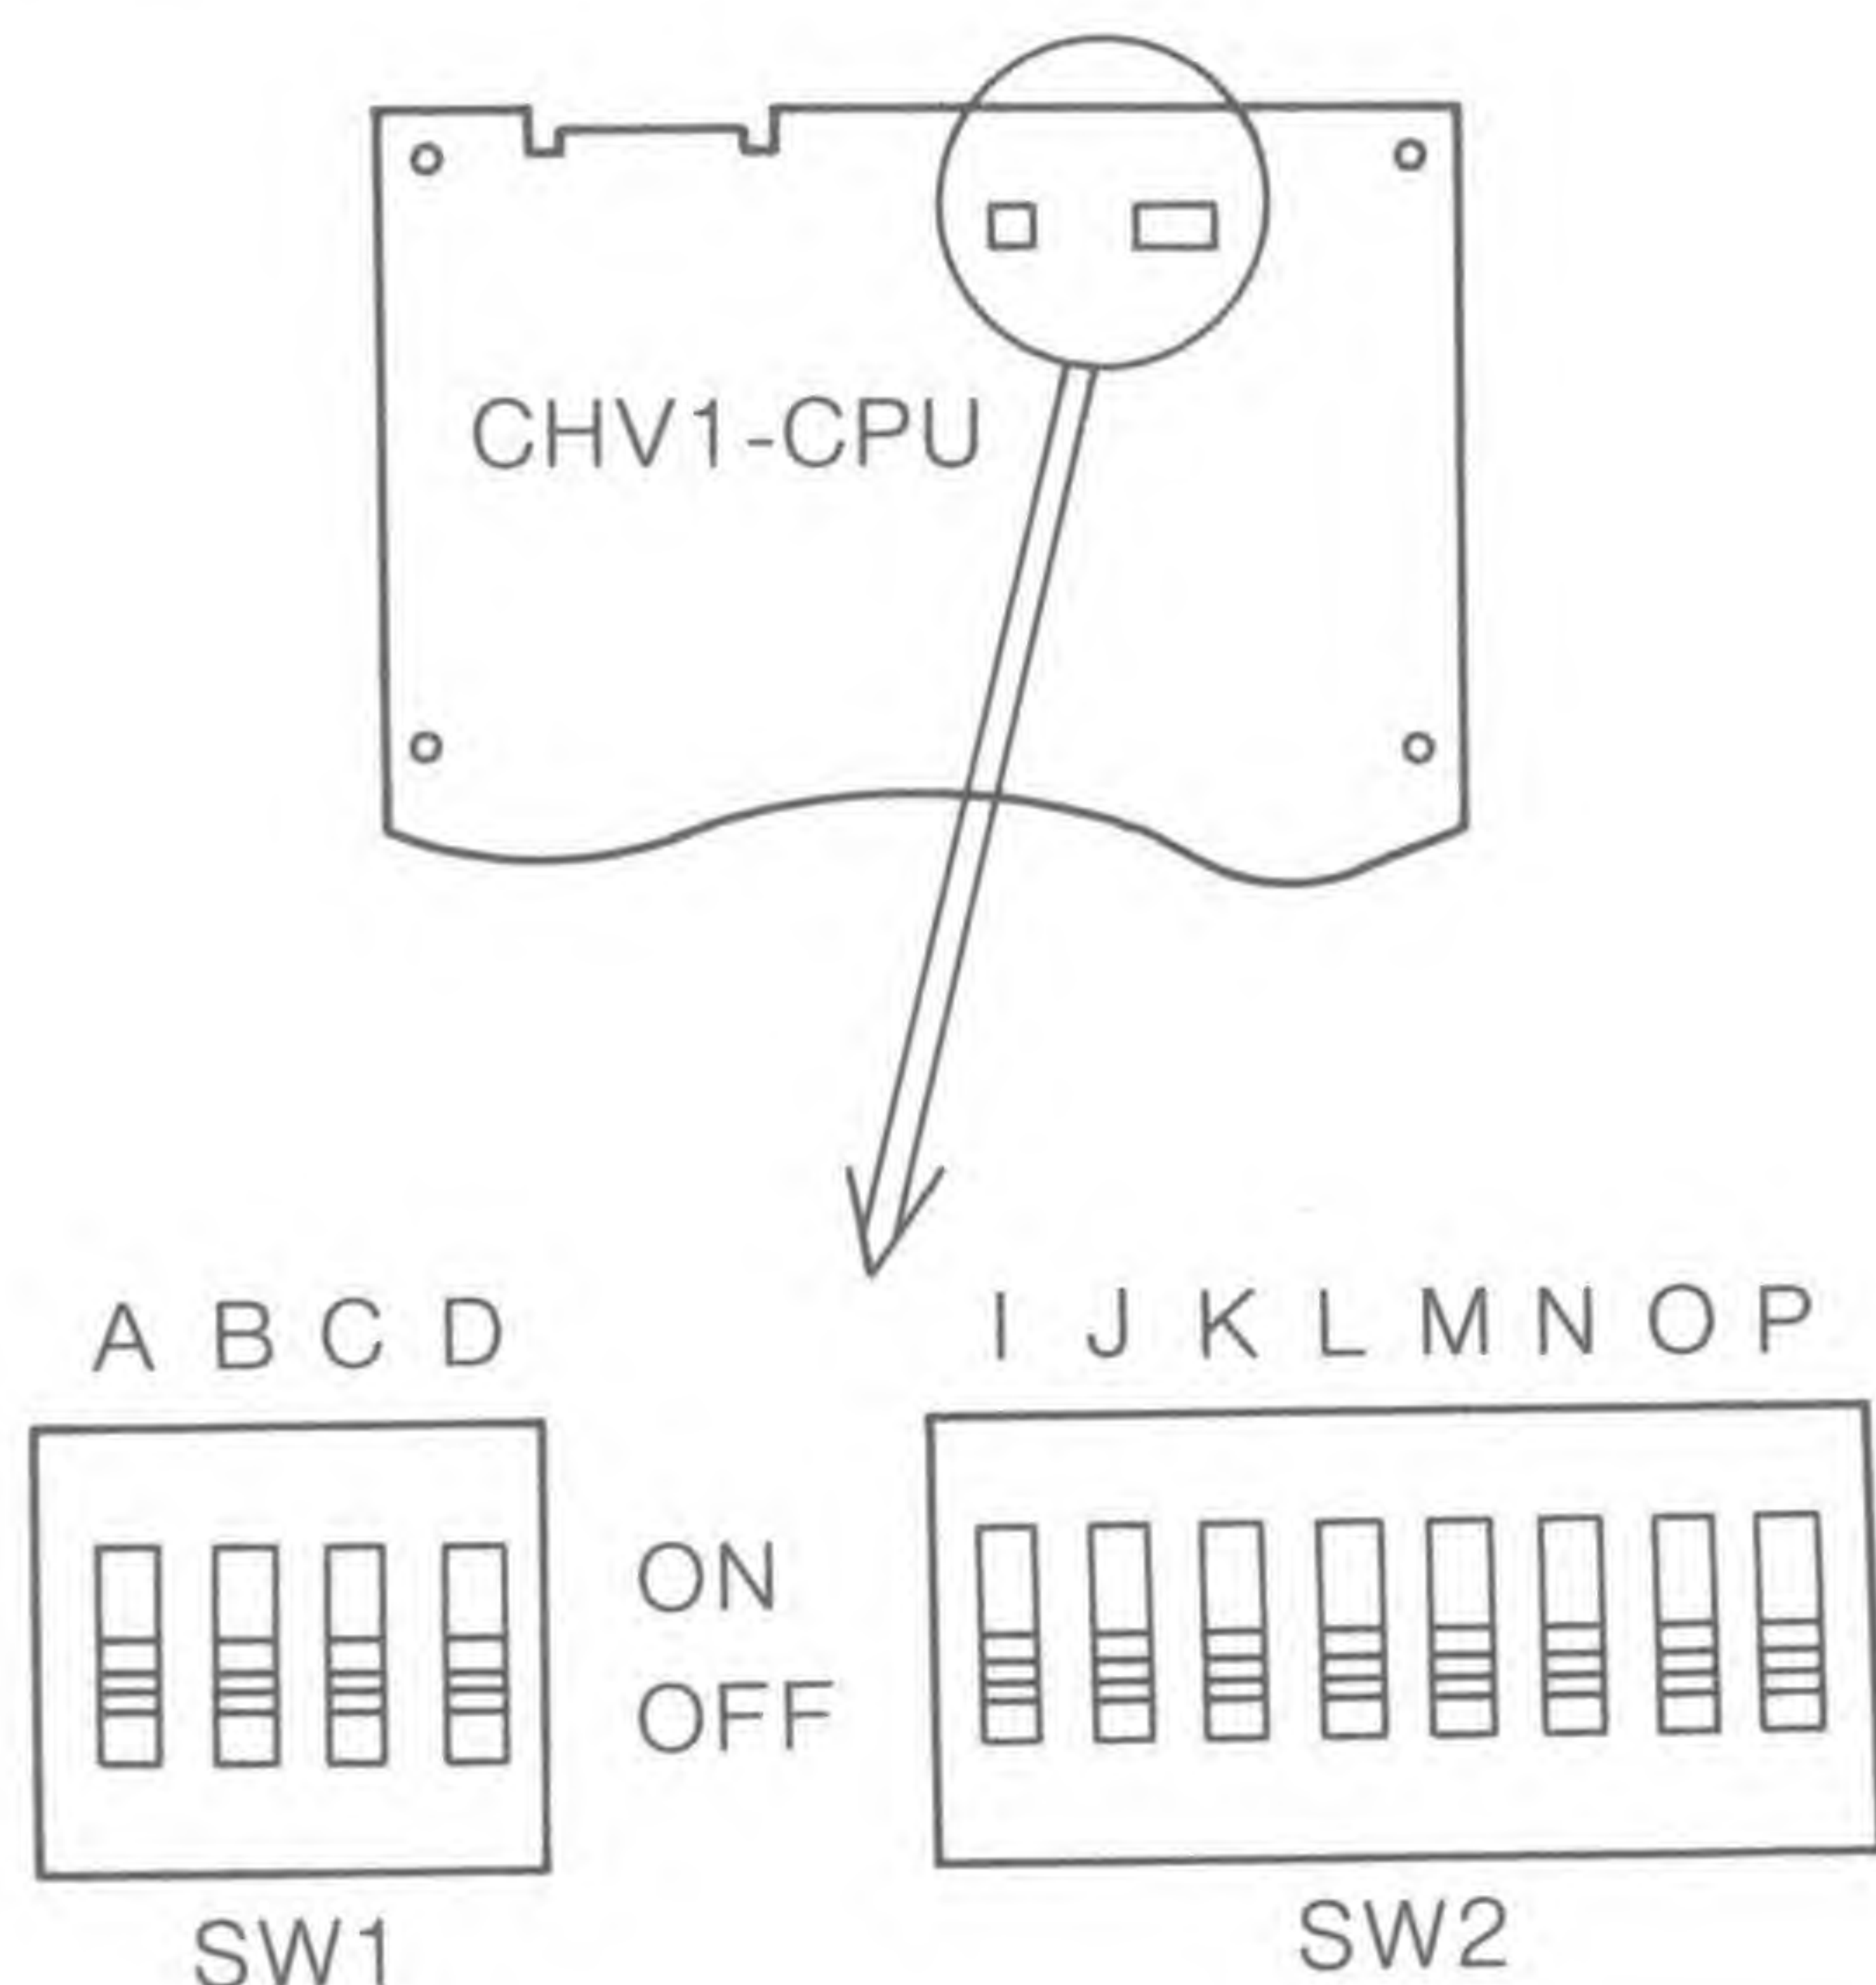 CHV1-CPU
A B C D
I J K L M N O P
ON
OFF
SW1
SW2